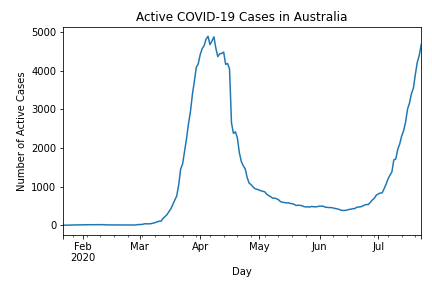 Active COVID-19 Cases in Australia
Number of Active Cases
5000
4000
3000
2000
1000
0
Feb Mar Apr May Jun Jul
2020
Day